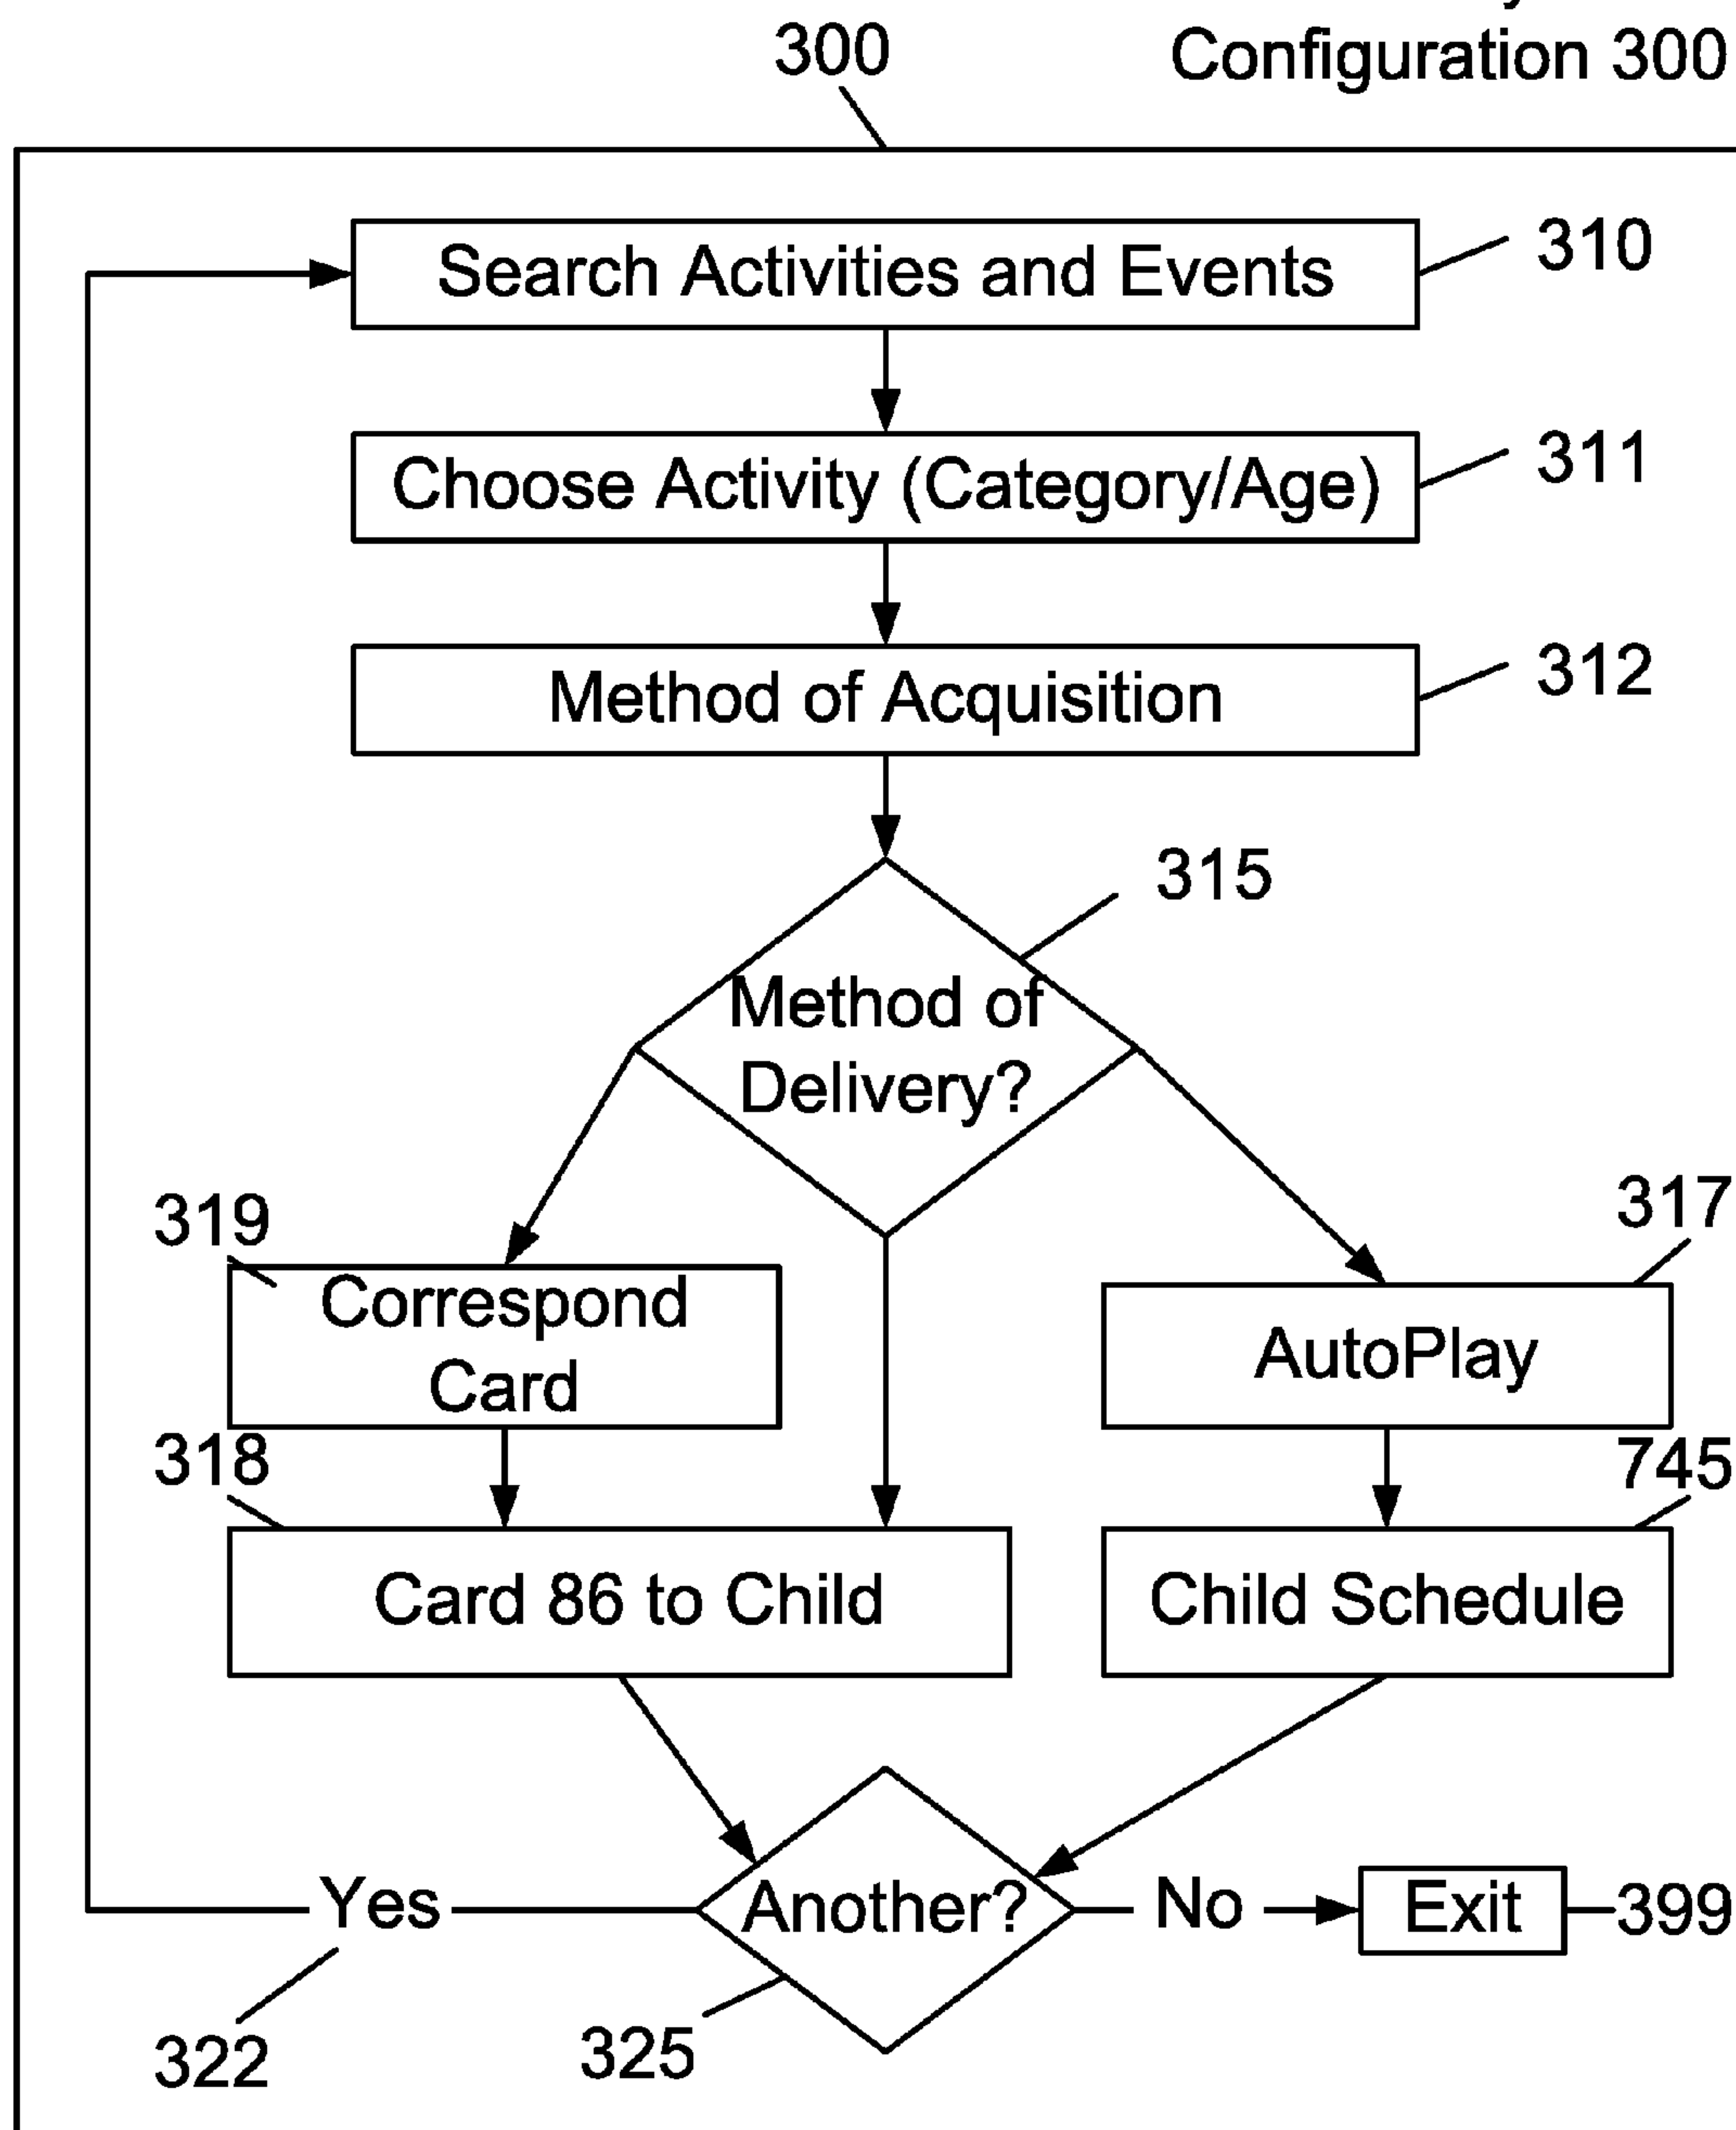 300
Configuration 300
Search Activities and Events
310
Choose Activity (Category/Age)
311
Method of Acquisition
312
315
Method of
Delivery?
319
317
Correspond
Card
AutoPlay
318
745
Card 86 to Child
Child Schedule
Yes
Another?
No
Exit
399
322
325